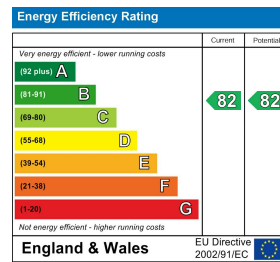 Energy Efficiency Rating
Current Potential
Very energy efficient - lower running costs
(92 plus) A
(81-91) B
(69-80) C
(55-68) D
(39-54) E
(21-38) F
(1-20) G
82 82
Not energy efficient - higher running costs
England & Wales
EU Directive
2002/91/EC